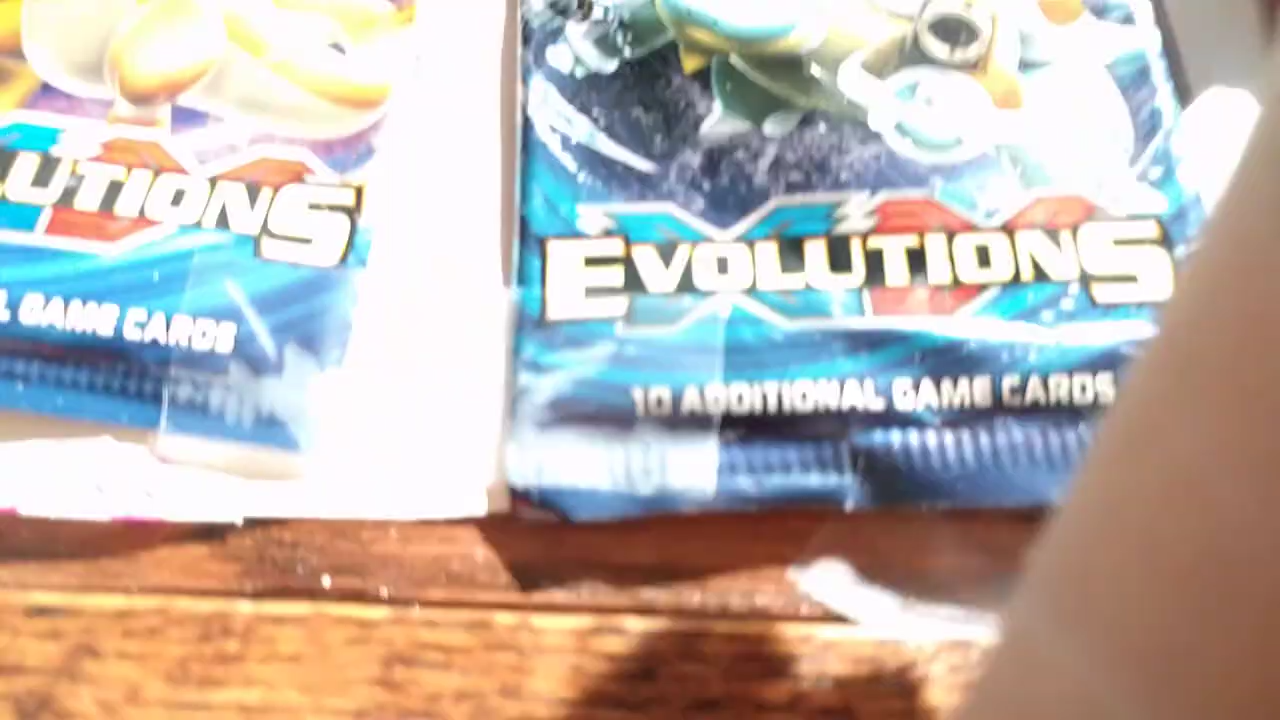 LUTIONS
L GAME CARDS
XY
EVOLUTIONS
10 ADDITIONAL GAME CARDS